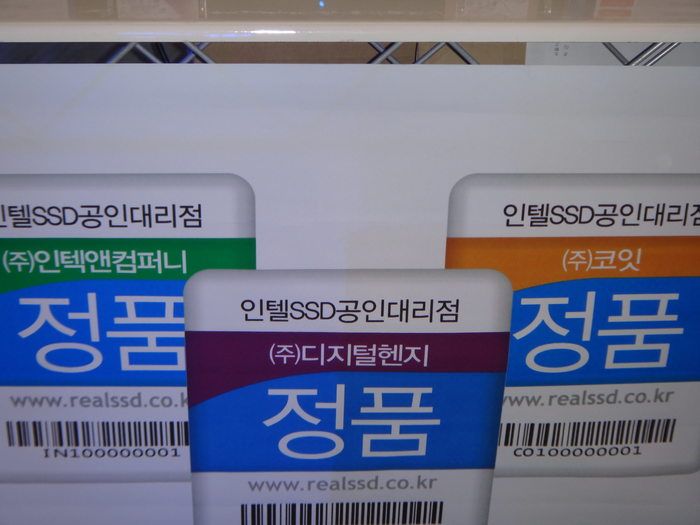 인텔SSD공인대리점
(주)인텍앤컴퍼니
정품
www.realssd.co.k
IN100000001
인텔SSD공인대리점
(주)디지털헨지
정품
www.realssd.co.kr
인텔SSD공인대리점
(주)코잇
정품
www.realssd.co.kr
CO100000001